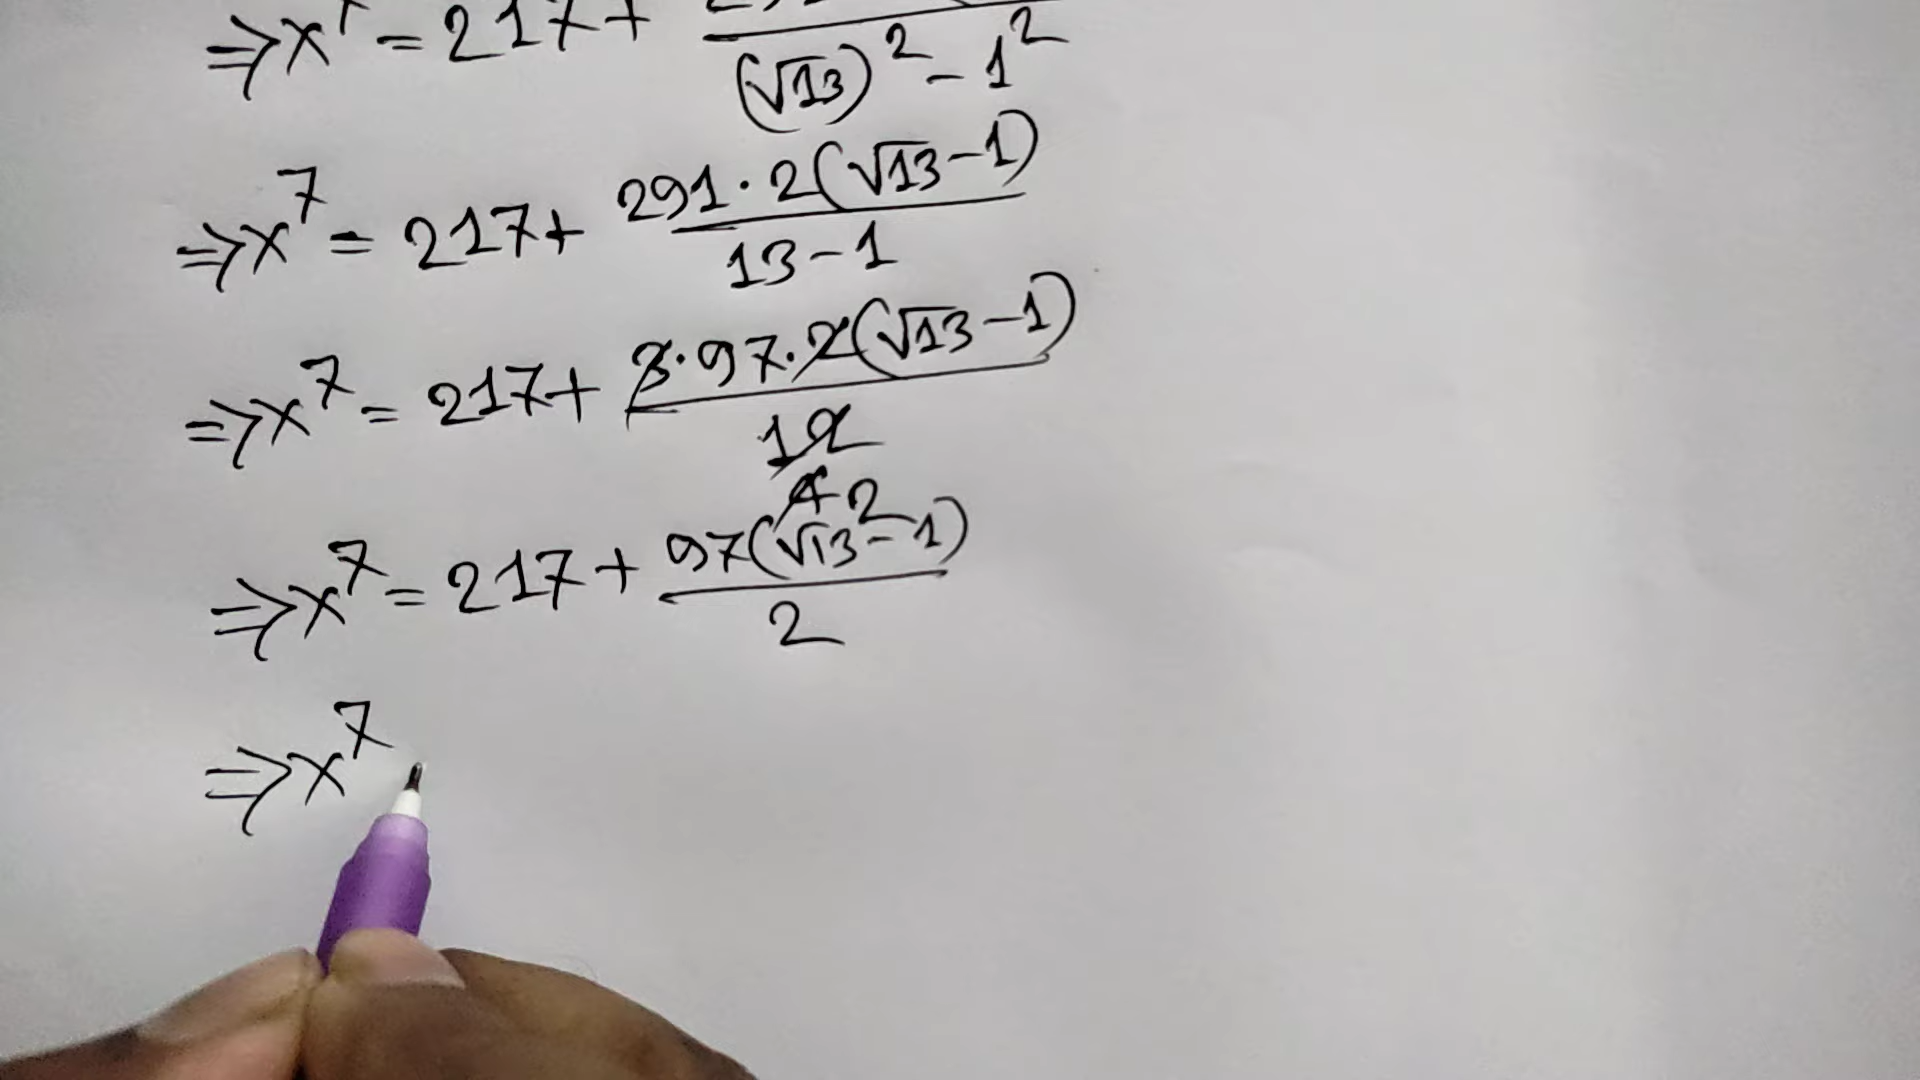 ⇒x⁷ = 217 + / (√13)² - 1²
⇒x⁷ = 217 + 291 · 2(√13 - 1) / 13 - 1
⇒x⁷ = 217 + 3 · 97 · 2(√13 - 1) / 12
4 2
⇒x⁷ = 217 + 97(√13 - 1) / 2
⇒x⁷